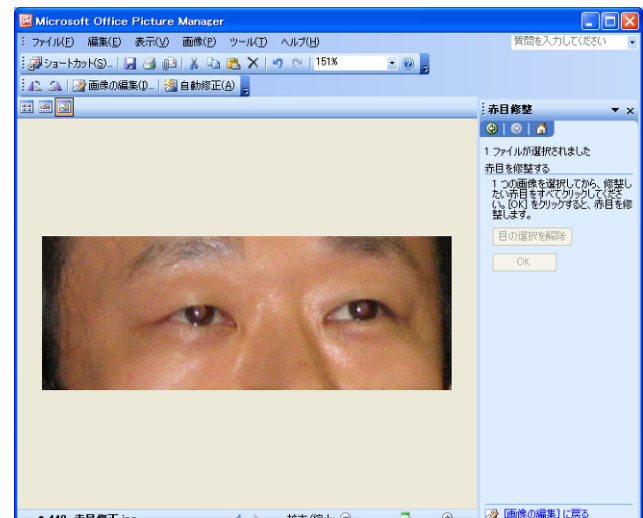 Microsoft Office Picture Manager
ファイル(F) 編集(E) 表示(V) 画像(P) ツール(T) ヘルプ(H)
質問を入力してください
ショートカット(S)...
151%
画像の編集(I)...
自動修正(A)
赤目修整
1 ファイルが選択されました
赤目を修整する
1 つの画像を選択してから、修整し
たい赤目をすべてクリックしてくださ
い。[OK] をクリックすると、赤目を修
整します。
目の選択を解除
OK
[画像の編集] に戻る